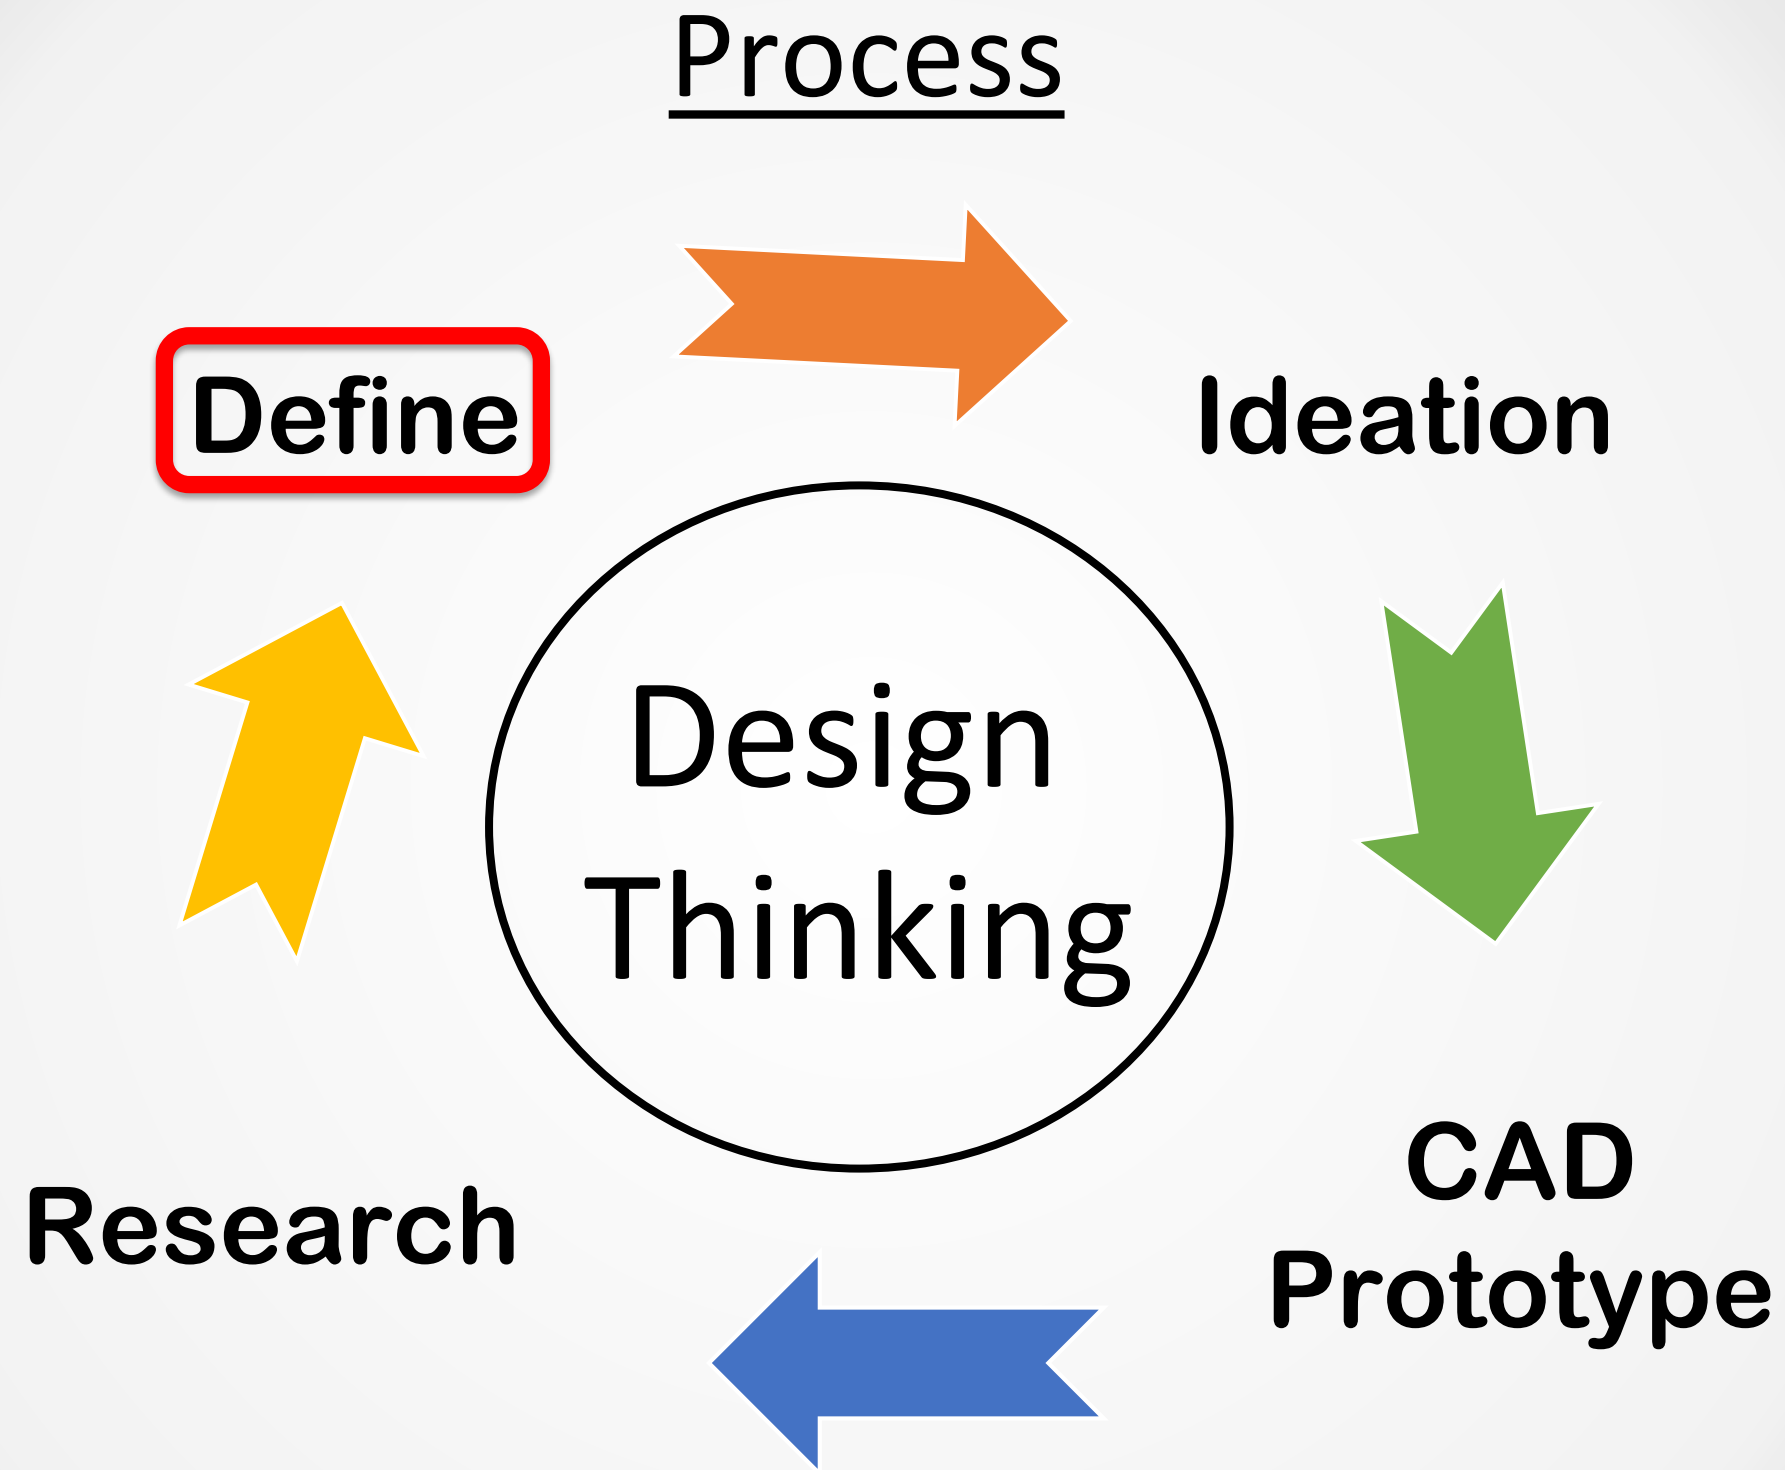 Process
Define
Ideation
Design
Thinking
Research
CAD
Prototype